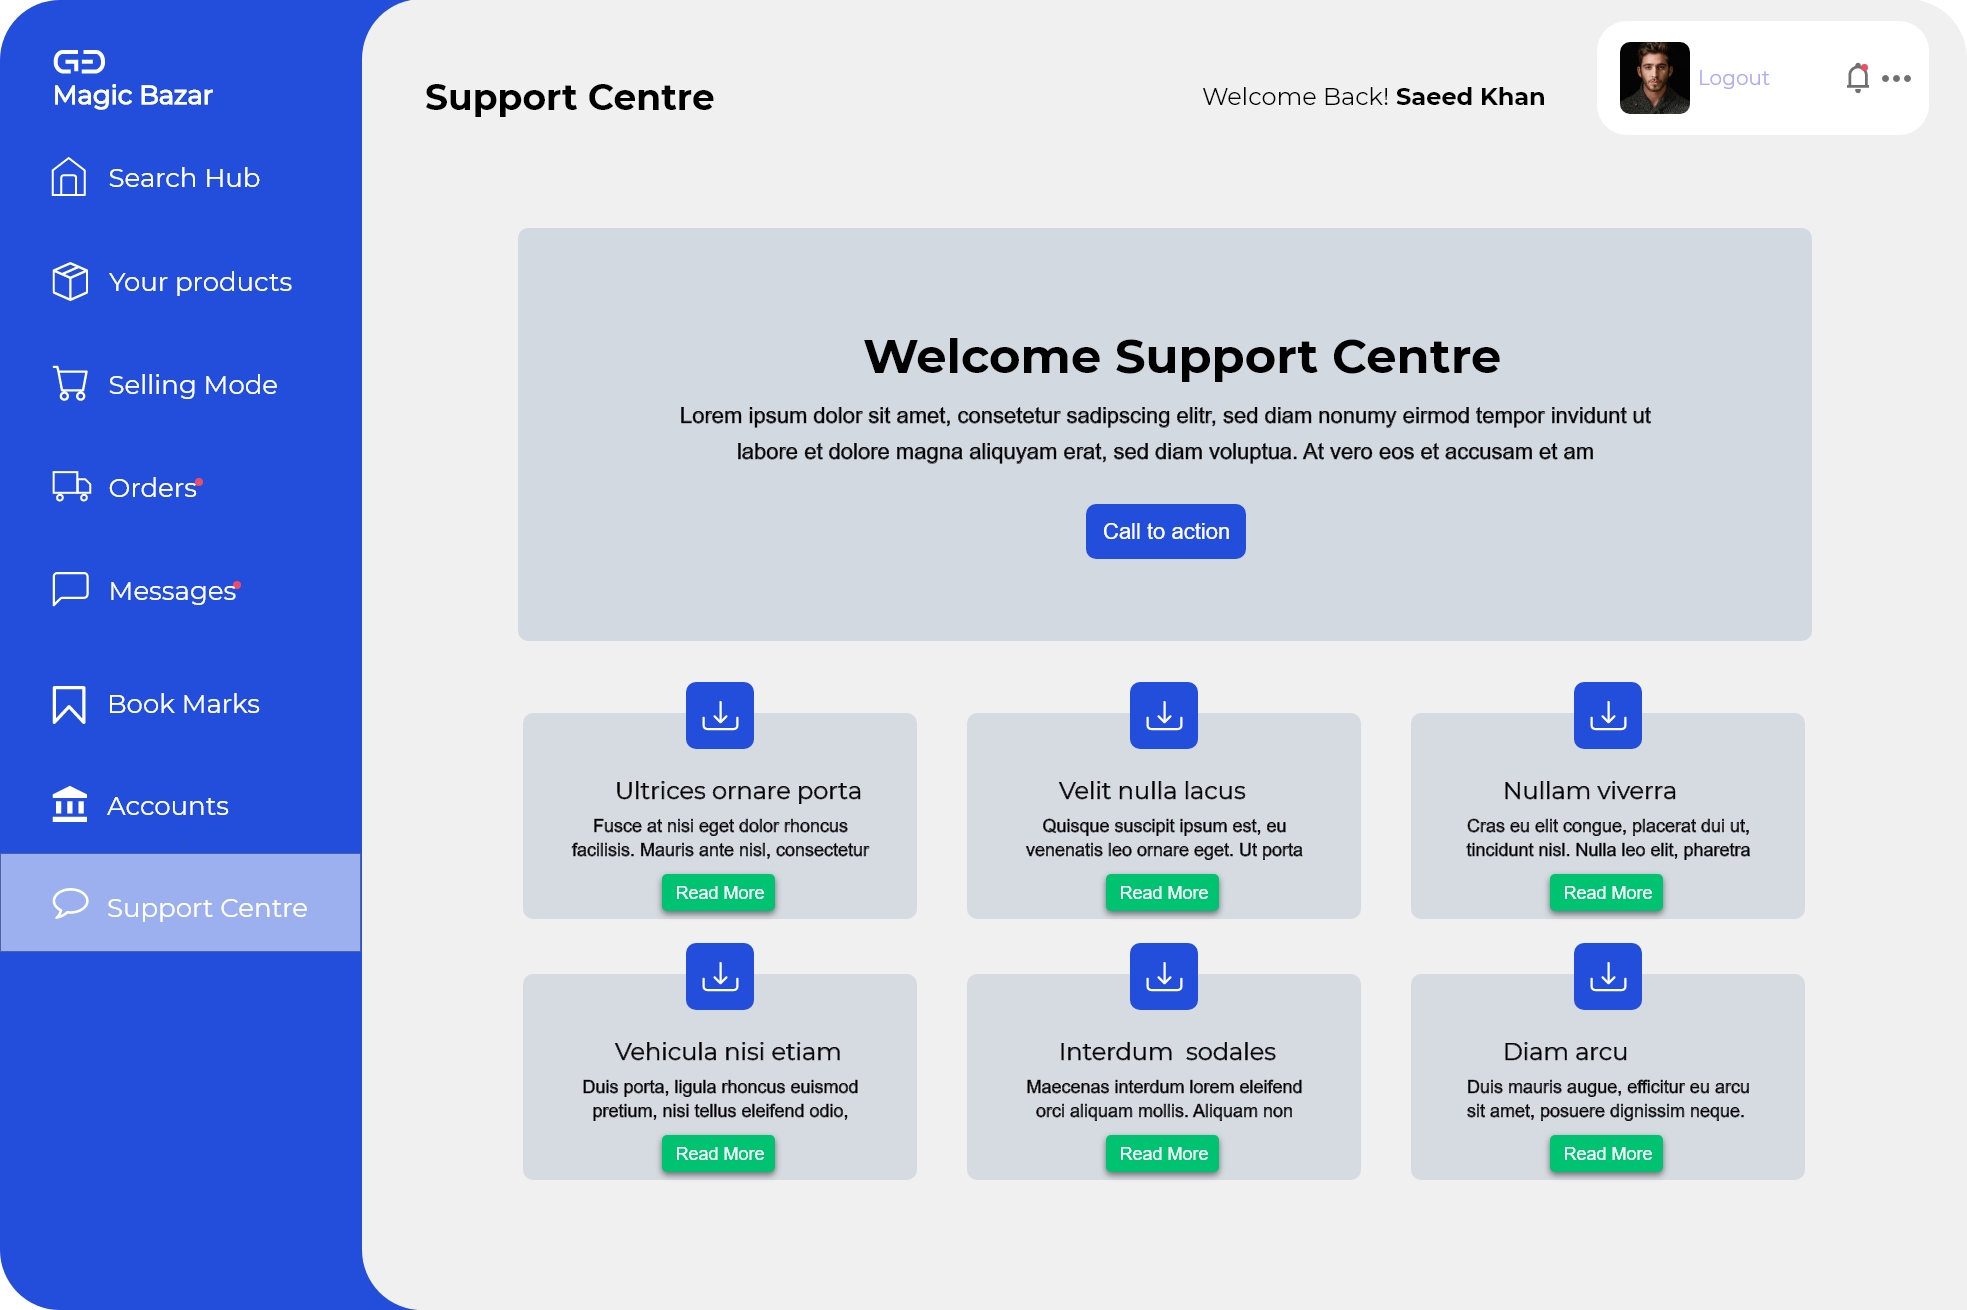 Magic Bazar
Search Hub
Your products
Selling Mode
Orders
Messages
Book Marks
Accounts
Support Centre
Support Centre
Welcome Back! Saeed Khan
Logout
Welcome Support Centre
Lorem ipsum dolor sit amet, consetetur sadipscing elitr, sed diam nonumy eirmod tempor invidunt ut
labore et dolore magna aliquyam erat, sed diam voluptua. At vero eos et accusam et am
Call to action
Ultrices ornare porta
Fusce at nisi eget dolor rhoncus
facilisis. Mauris ante nisl, consectetur
Read More
Velit nulla lacus
Quisque suscipit ipsum est, eu
venenatis leo ornare eget. Ut porta
Read More
Nullam viverra
Cras eu elit congue, placerat dui ut,
tincidunt nisl. Nulla leo elit, pharetra
Read More
Vehicula nisi etiam
Duis porta, ligula rhoncus euismod
pretium, nisi tellus eleifend odio,
Read More
Interdum  sodales
Maecenas interdum lorem eleifend
orci aliquam mollis. Aliquam non
Read More
Diam arcu
Duis mauris augue, efficitur eu arcu
sit amet, posuere dignissim neque.
Read More